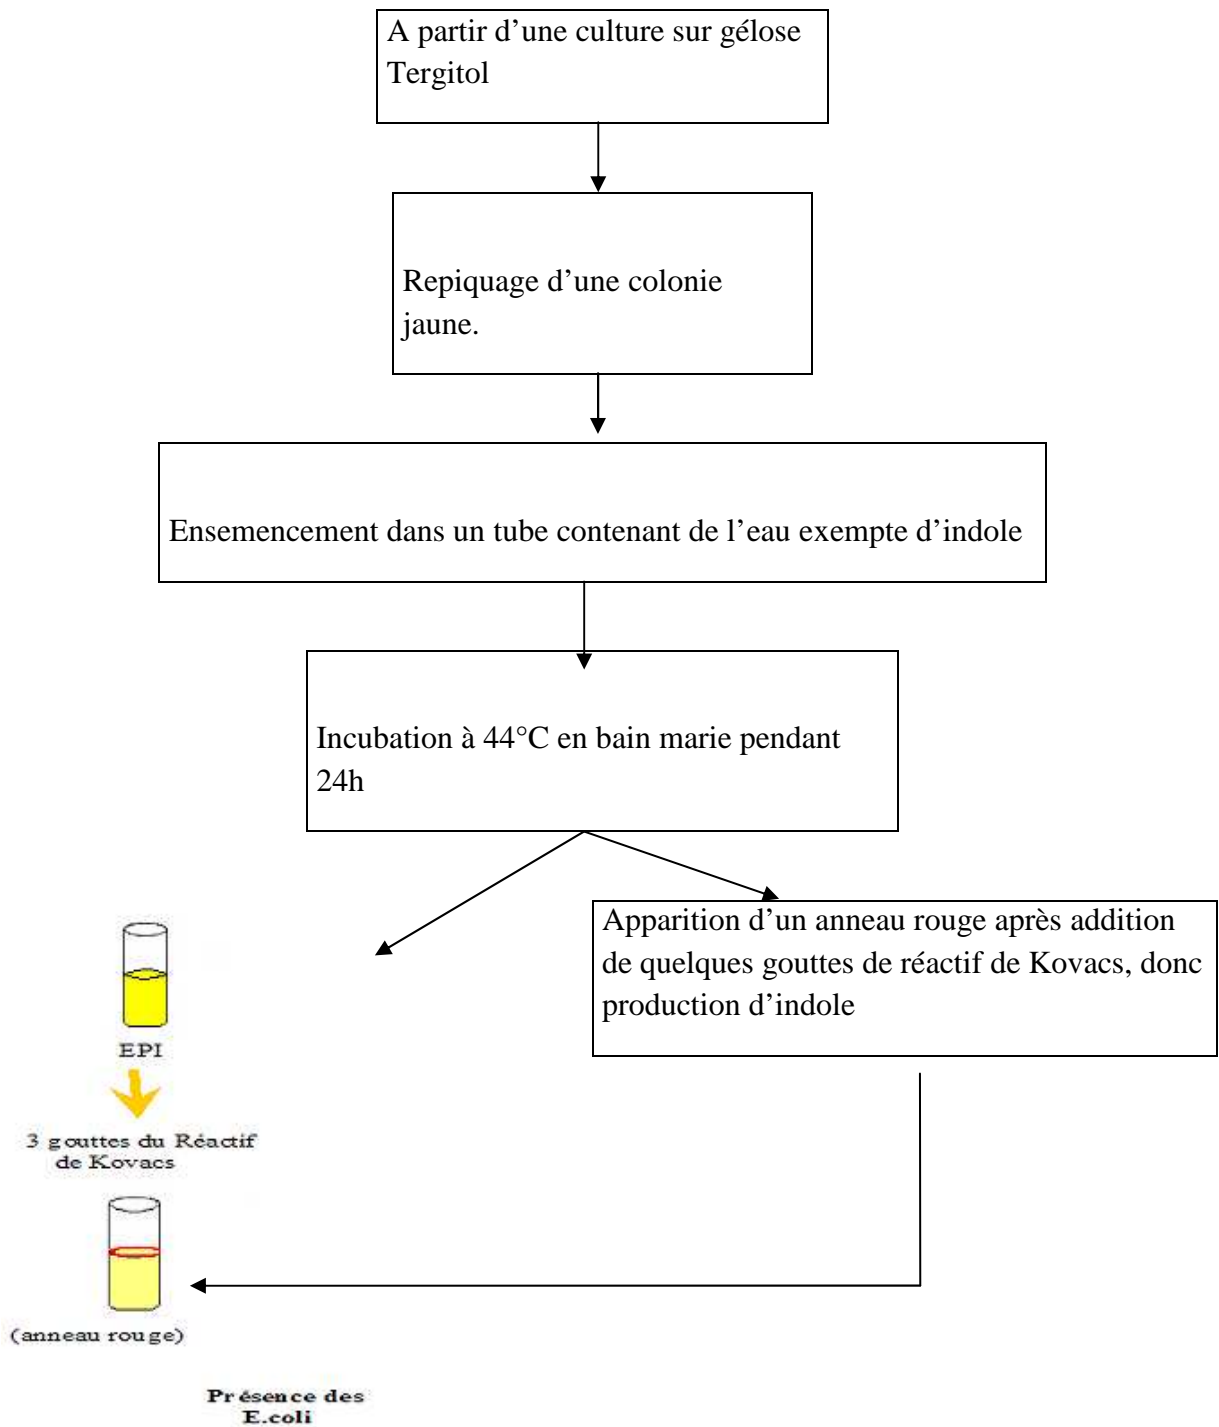 A partir d’une culture sur gélose
Tergitol
Repiquage d’une colonie
jaune.
Ensemencement dans un tube contenant de l’eau exempte d’indole
Incubation à 44°C en bain marie pendant
24h
Apparition d’un anneau rouge après addition
de quelques gouttes de réactif de Kovacs, donc
production d’indole
EPI
3 gouttes du Réactif
de Kovacs
(anneau rouge)
Présence des
E.coli